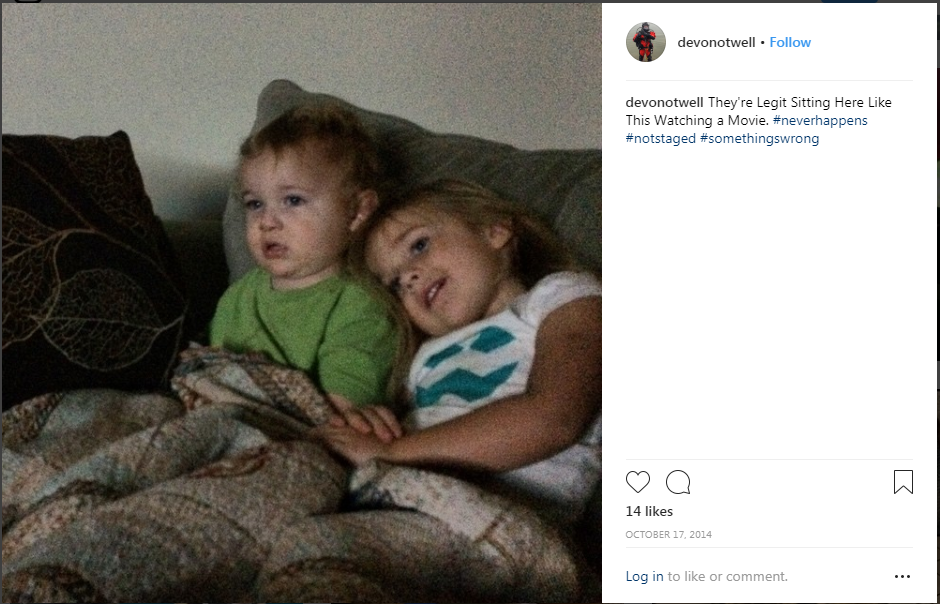 devonotwell • Follow
devonotwell They're Legit Sitting Here Like
This Watching a Movie. #neverhappens
#notstaged #somethingswrong
14 likes
OCTOBER 17, 2014
Log in to like or comment.